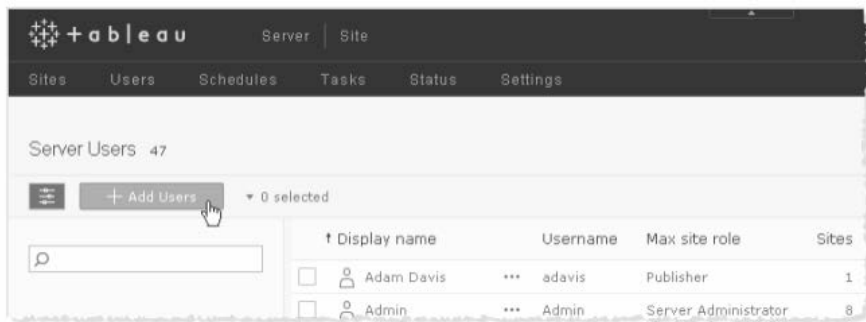 +ableau Server Site
Sites Users Schedules Tasks Status Settings
Server Users 47
+ Add Users 0 selected
↑ Display name Username Max site role Sites
Adam Davis ••• adavis Publisher 1
Admin ••• Admin Server Administrator 8